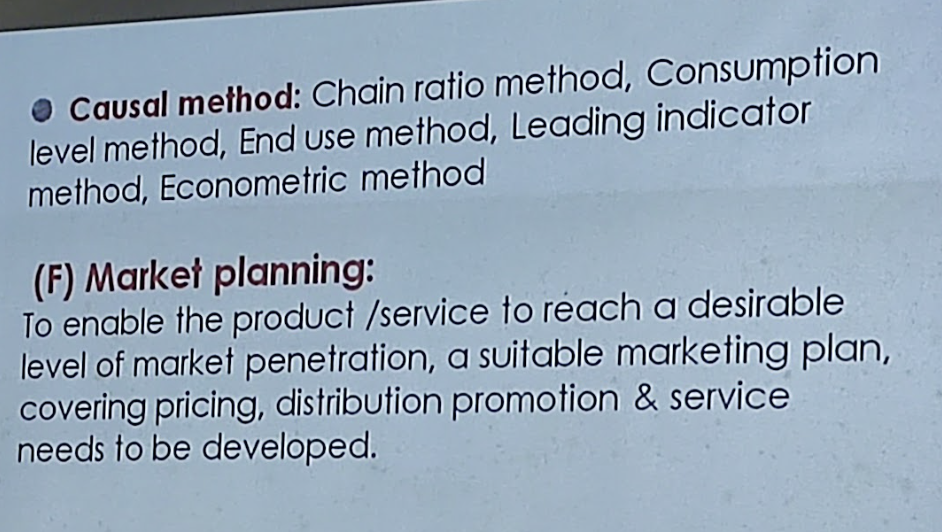 Causal method: Chain ratio method, Consumption
level method, End use method, Leading indicator
method, Econometric method
(F) Market planning:
To enable the product /service to reach a desirable
level of market penetration, a suitable marketing plan,
covering pricing, distribution promotion & service
needs to be developed.